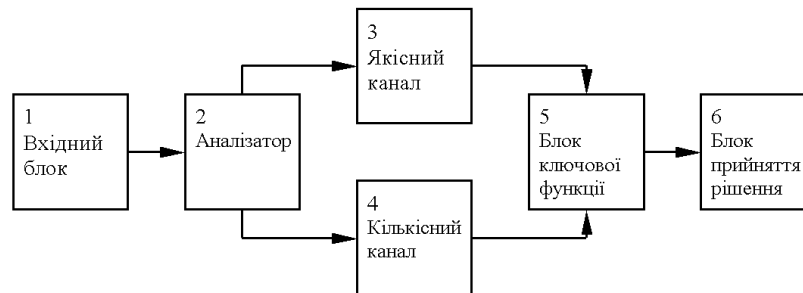 1
Вхідний
блок
2
Аналізатор
3
Якісний
канал
4
Кількісний
канал
5
Блок
ключової
функції
6
Блок
прийняття
рішення